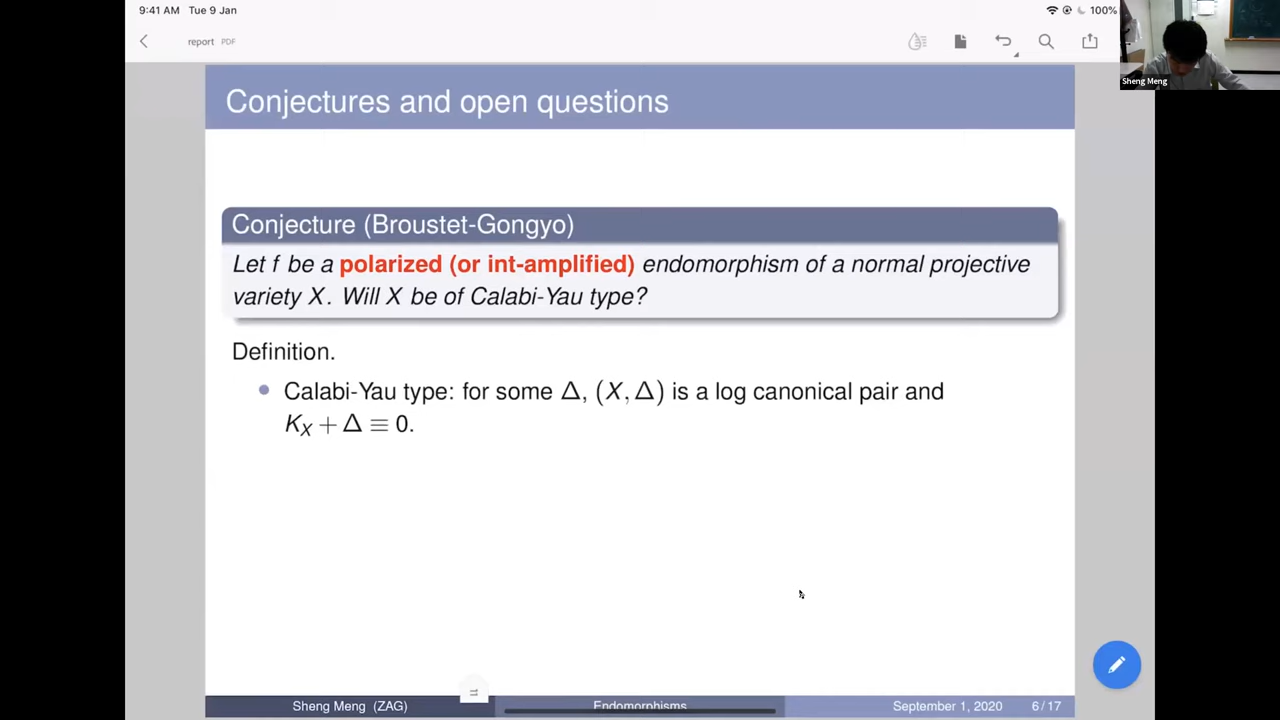 9:41 AM Tue 9 Jan
100%
report PDF
Sheng Meng
Conjectures and open questions
Conjecture (Broustet-Gongyo)
Let f be a polarized (or int-amplified) endomorphism of a normal projective
variety X. Will X be of Calabi-Yau type?
Definition.
Calabi-Yau type: for some Δ, (X, Δ) is a log canonical pair and
K_X + Δ ≡ 0.
Sheng Meng (ZAG)
Endomorphisms
September 1, 2020
6 / 17